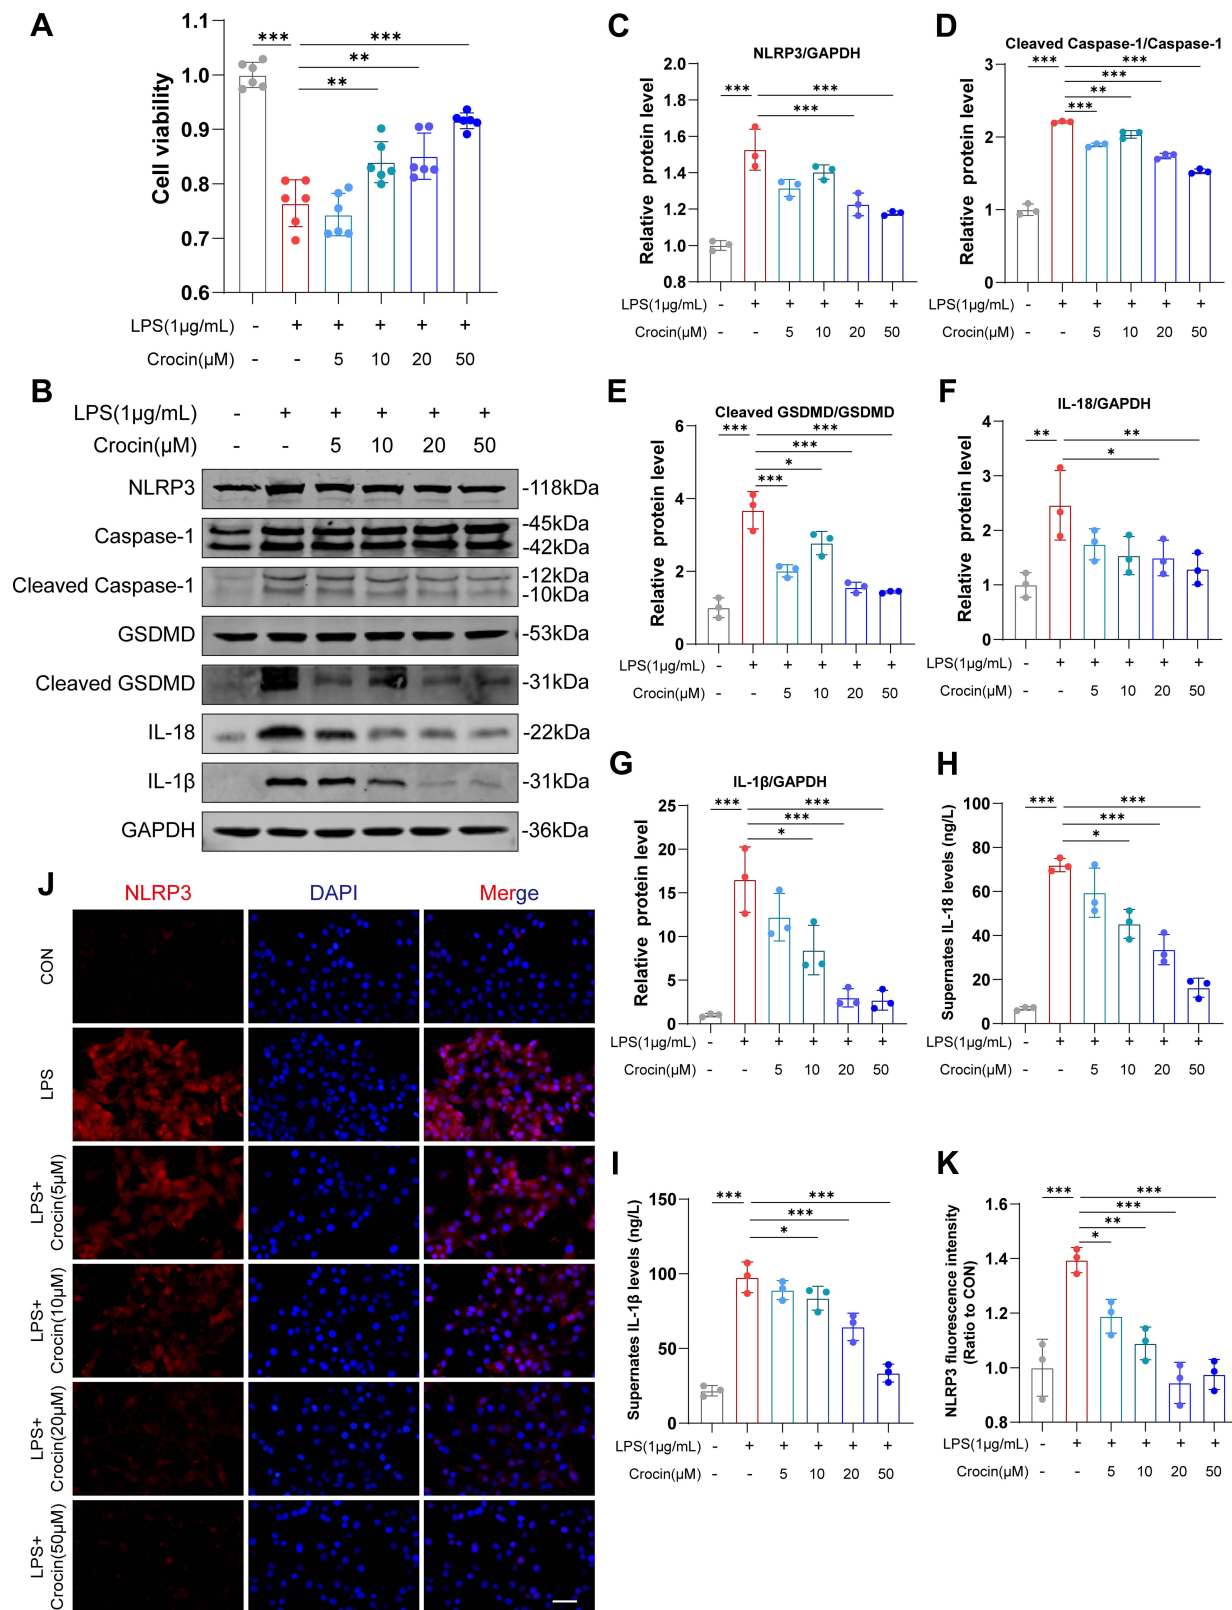 A
1.1
1.0
0.9
0.8
0.7
0.6
Cell viability
*** *** ** **
LPS(1μg/mL) - + + + + +
Crocin(μM) - - 5 10 20 50
B
LPS(1μg/mL) - + + + + +
Crocin(μM) - - 5 10 20 50
NLRP3 -118kDa
Caspase-1 -45kDa
-42kDa
Cleaved Caspase-1 -12kDa
-10kDa
GSDMD -53kDa
Cleaved GSDMD -31kDa
IL-18 -22kDa
IL-1β -31kDa
GAPDH -36kDa
C
NLRP3/GAPDH
2.0
1.8
1.6
1.4
1.2
1.0
0.8
Relative protein level
*** *** ***
LPS(1μg/mL) - + + + + +
Crocin(μM) - - 5 10 20 50
D
Cleaved Caspase-1/Caspase-1
3
2
1
0
Relative protein level
*** *** *** ** ***
LPS(1μg/mL) - + + + + +
Crocin(μM) - - 5 10 20 50
E
Cleaved GSDMD/GSDMD
6
4
2
0
Relative protein level
*** *** *** * ***
LPS(1μg/mL) - + + + + +
Crocin(μM) - - 5 10 20 50
F
IL-18/GAPDH
4
3
2
1
0
Relative protein level
** ** *
LPS(1μg/mL) - + + + + +
Crocin(μM) - - 5 10 20 50
G
IL-1β/GAPDH
25
20
15
10
5
0
Relative protein level
*** *** *** *
LPS(1μg/mL) - + + + + +
Crocin(μM) - - 5 10 20 50
H
100
80
60
40
20
0
Supernates IL-18 levels (ng/L)
*** *** *** *
LPS(1μg/mL) - + + + + +
Crocin(μM) - - 5 10 20 50
I
150
100
50
0
Supernates IL-1β levels (ng/L)
*** *** *** *
LPS(1μg/mL) - + + + + +
Crocin(μM) - - 5 10 20 50
J
NLRP3 DAPI Merge
CON
LPS
LPS+
Crocin(5μM)
LPS+
Crocin(10μM)
LPS+
Crocin(20μM)
LPS+
Crocin(50μM)
K
1.6
1.4
1.2
1.0
0.8
NLRP3 fluorescence intensity
(Ratio to CON)
*** *** *** ** *
LPS(1μg/mL) - + + + + +
Crocin(μM) - - 5 10 20 50